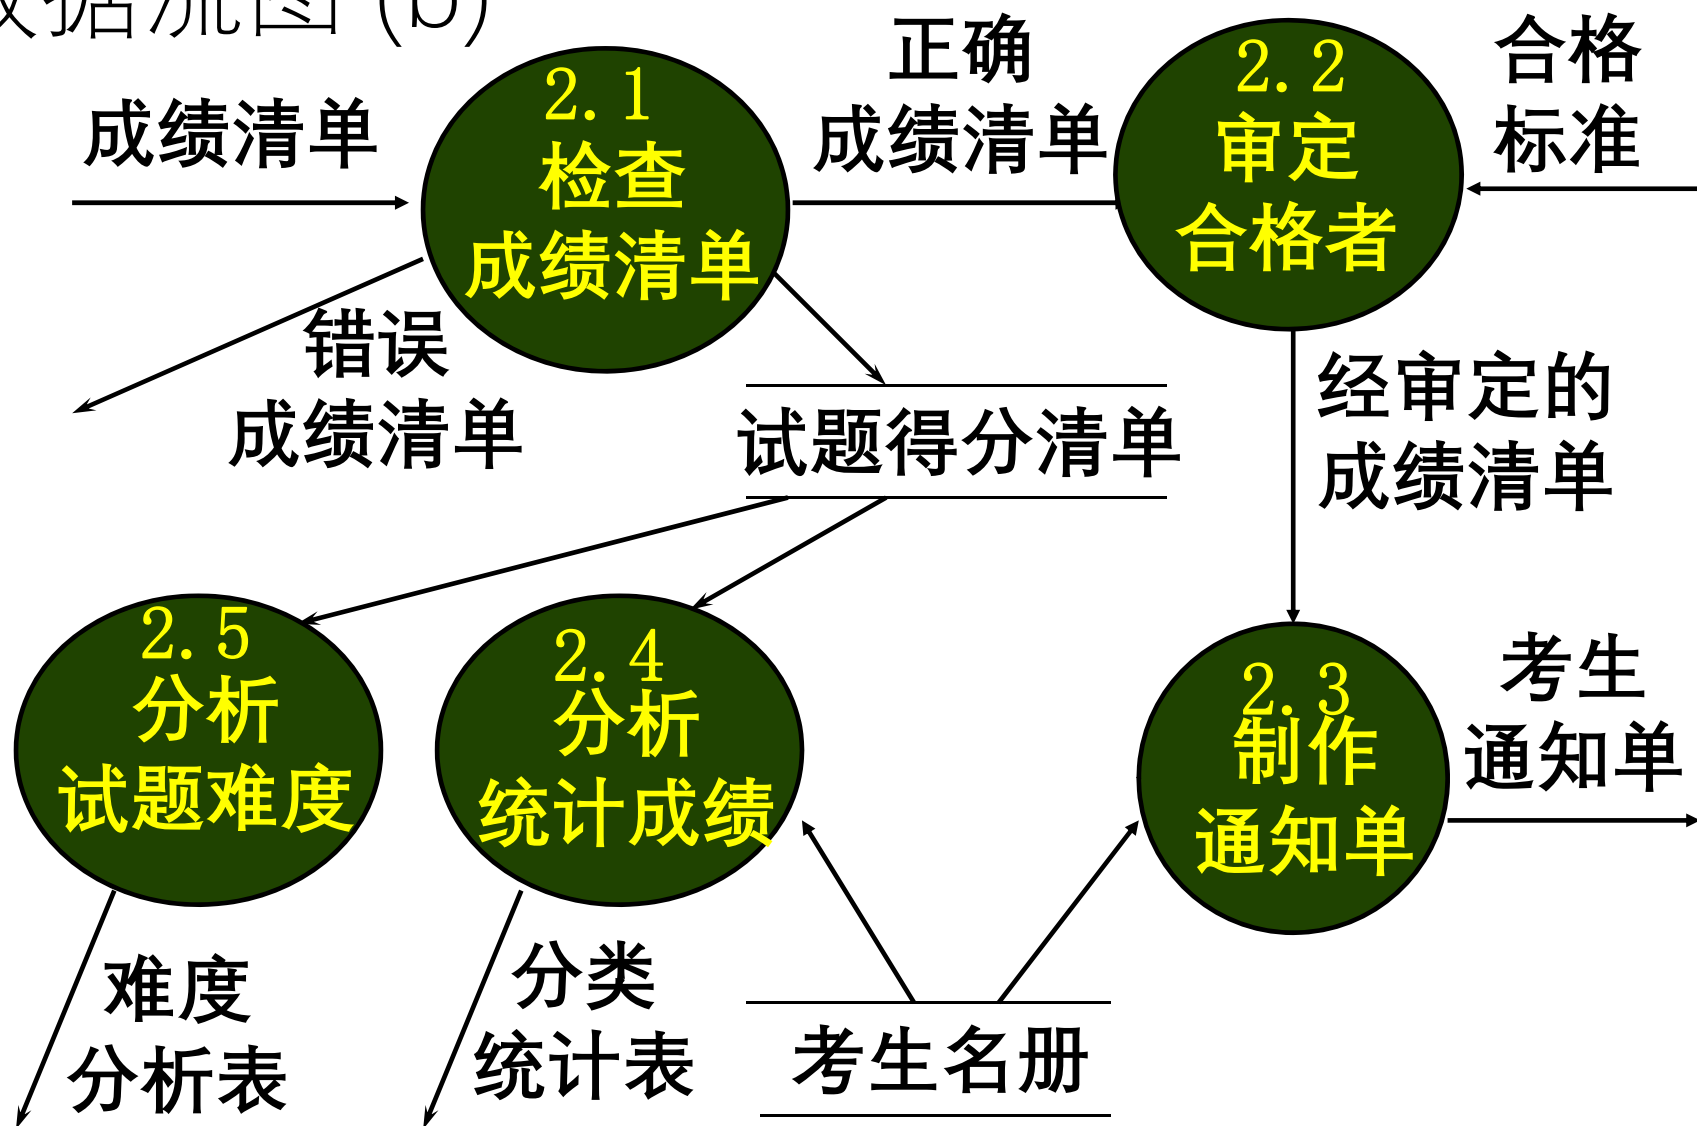 数据流图 (b)
成绩清单
2.1
检查
成绩清单
正确
成绩清单
2.2
审定
合格者
合格
标准
错误
成绩清单
试题得分清单
经审定的
成绩清单
2.5
分析
试题难度
2.4
分析
统计成绩
2.3
制作
通知单
考生
通知单
难度
分析表
分类
统计表
考生名册